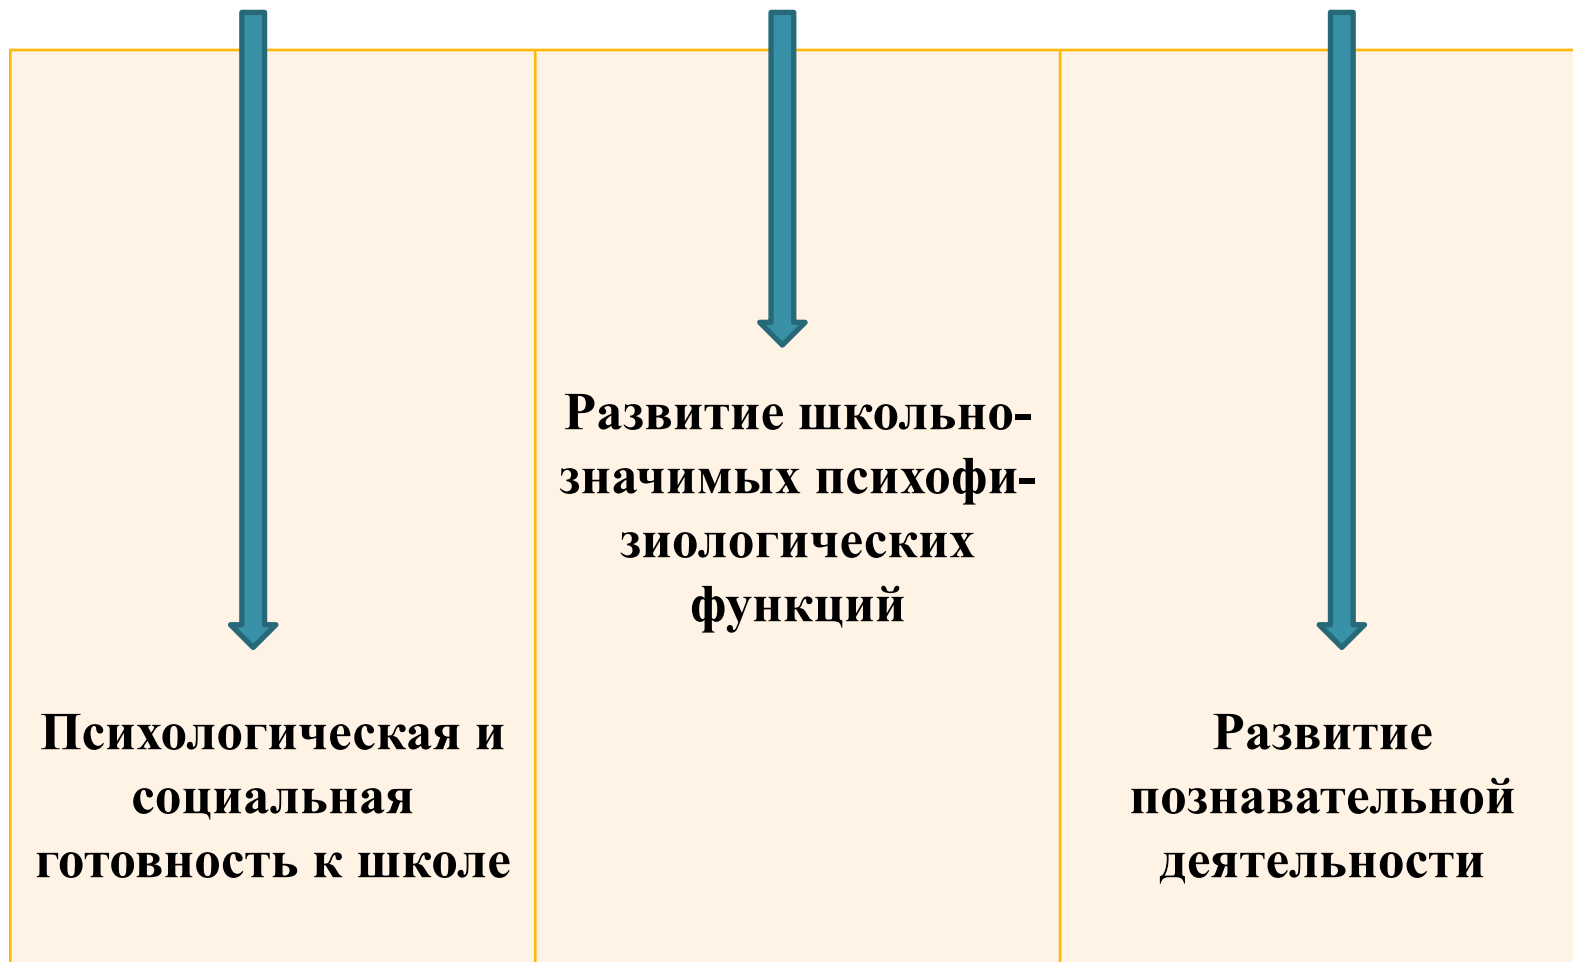 Психологическая и
социальная
готовность к школе
Развитие школьно-
значимых психофи-
зиологических
функций
Развитие
познавательной
деятельности